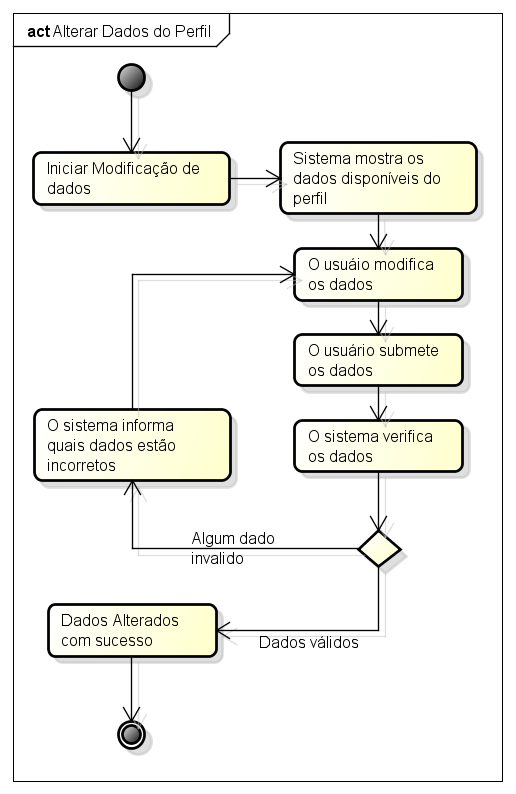 act Alterar Dados do Perfil
Iniciar Modificação de
dados
Sistema mostra os
dados disponíveis do
perfil
O usuáio modifica
os dados
O usuário submete
os dados
O sistema verifica
os dados
O sistema informa
quais dados estão
incorretos
Algum dado
invalido
Dados Alterados
com sucesso
Dados válidos